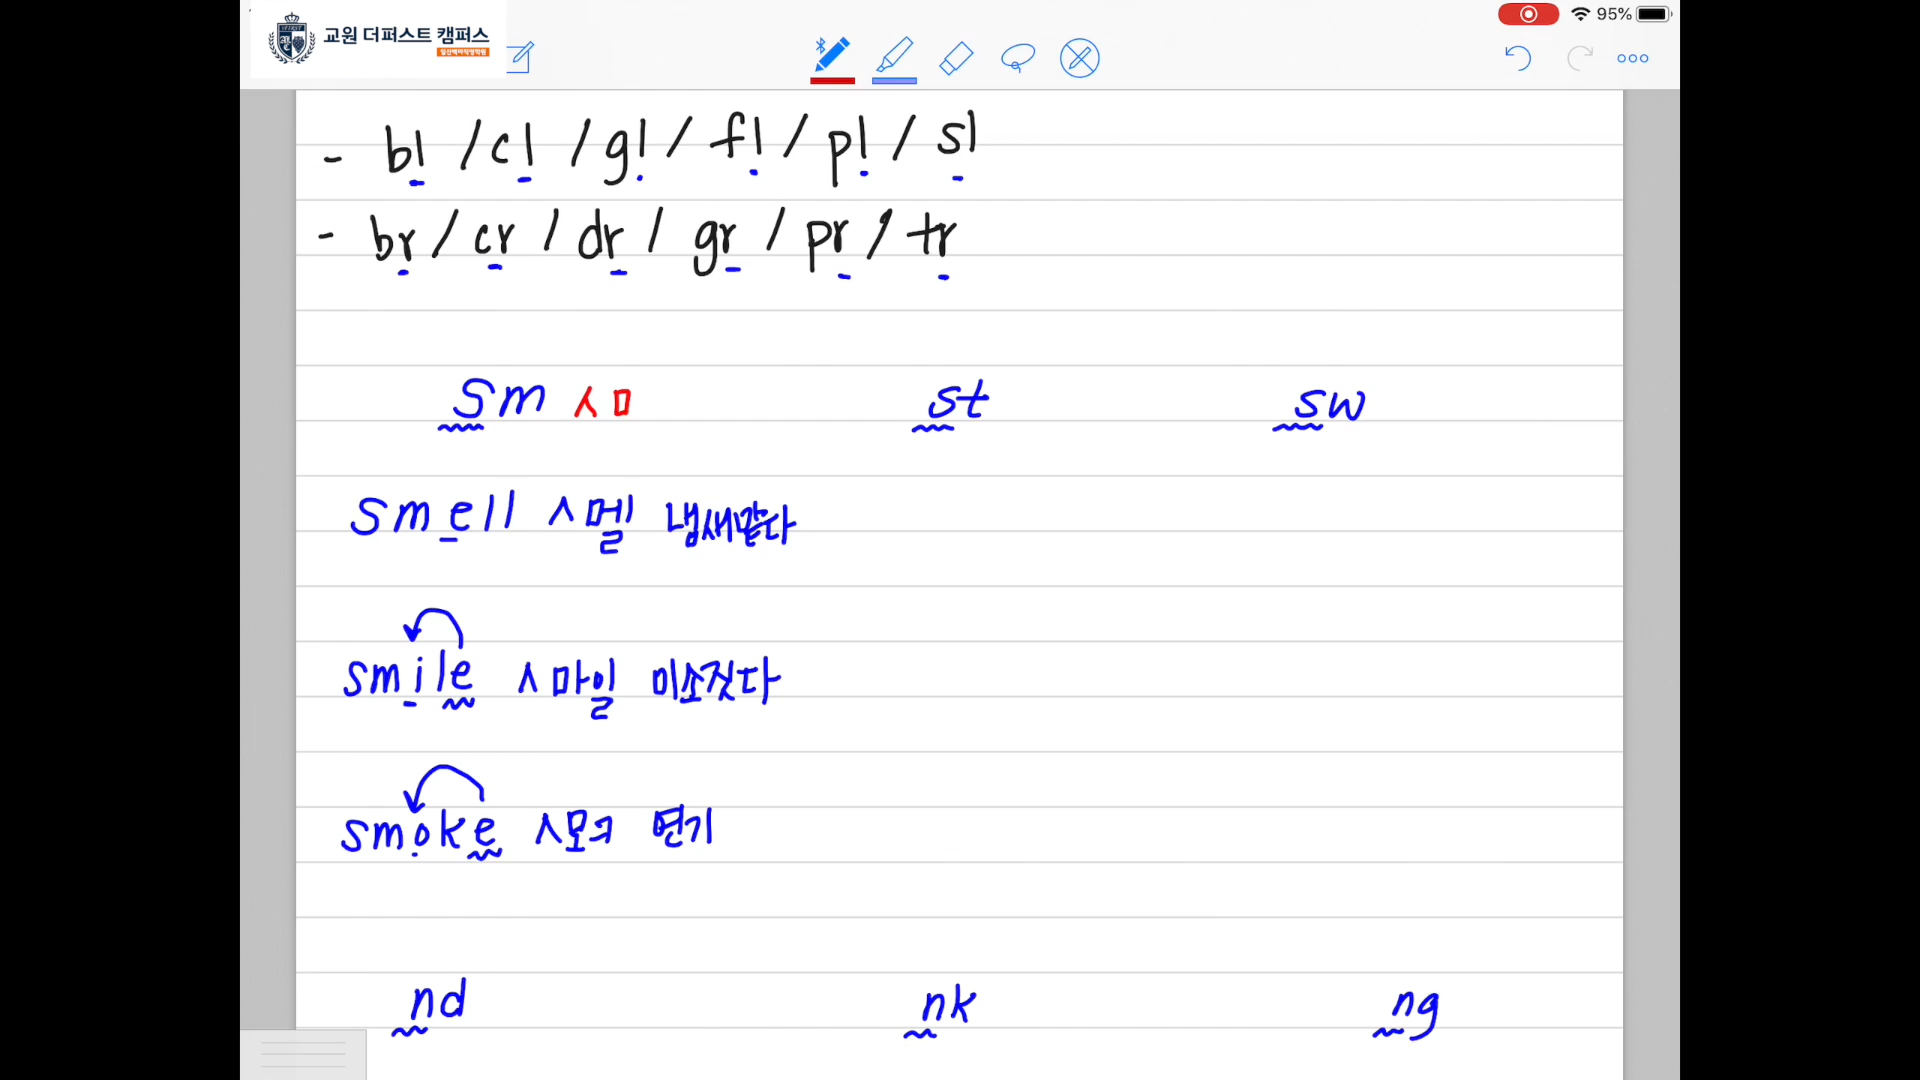 교원 더퍼스트 캠퍼스
95%
- bl / cl / gl / fl / pl / sl
- br / cr / dr / gr / pr / tr
sm ㅅㅁ st sw
smell 스멜 냄새맡다
smile 스마일 미소짓다
smoke 스모크 연기
nd nk ng